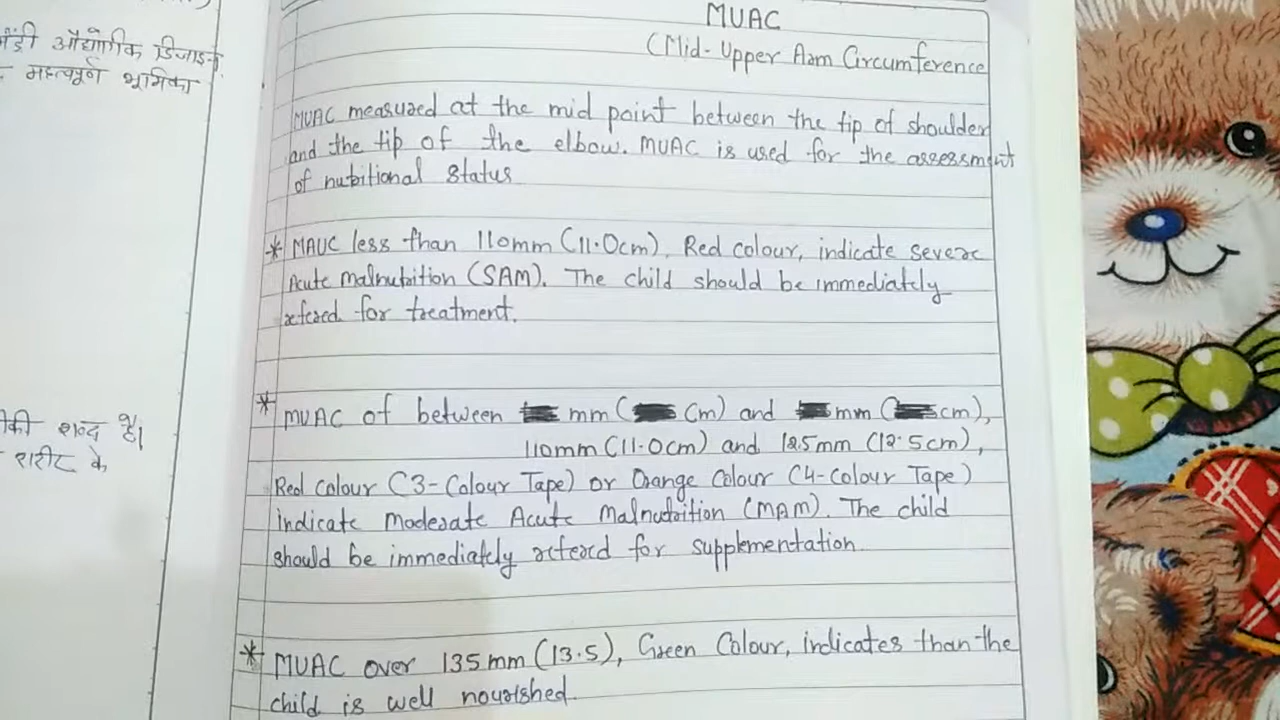 औद्योगिक डिजाइन
महत्वपूर्ण भूमिका
शब्द है।
शरीर के
MUAC
(Mid-Upper Arm Circumference
MUAC measured at the mid point between the tip of shoulder
and the tip of the elbow. MUAC is used for the assessment
of nutritional status
* MAUC less than 110mm (11.0cm), Red colour, indicate severe
Acute Malnutrition (SAM). The child should be immediately
refered for treatment.
* MUAC of between mm ( cm) and mm ( cm),
110mm (11.0cm) and 125mm (12.5cm),
Red colour (3-Colour Tape) or Orange Colour (4-Colour Tape)
indicate Moderate Acute Malnutrition (MAM). The child
should be immediately refered for supplementation.
* MUAC over 135mm (13.5), Green Colour, indicates than the
child is well nourished.